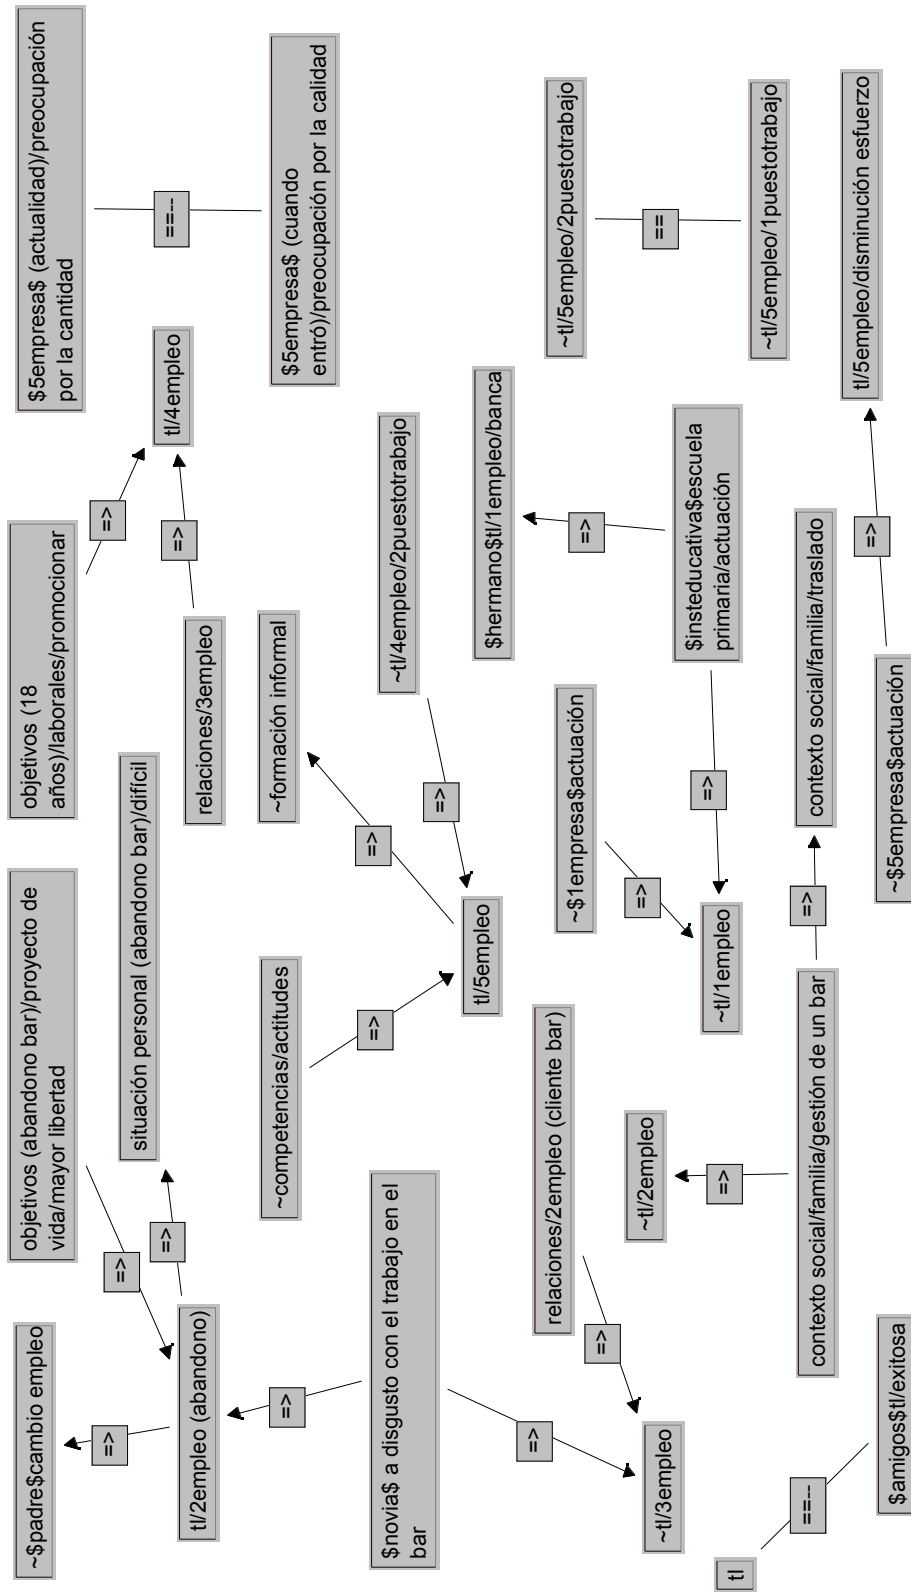 ~$padre$cambio empleo
objetivos (abandono bar)/proyecto de
vida/mayor libertad
objetivos (18
años)/laborales/promocionar
$5empresa$ (actualidad)/preocupación
por la cantidad
=>
=>
=>
situación personal (abandono bar)/difícil
=>
tl/2empleo (abandono)
relaciones/3empleo
=>
tl/4empleo
==--
=>
~competencias/actitudes
~formación informal
$5empresa$ (cuando
entró)/preocupación por la calidad
=>
=>
$novia$ a disgusto con el trabajo en el
bar
~tl/4empleo/2puestotrabajo
=>
tl/5empleo
$hermano$tl/1empleo/banca
=>
relaciones/2empleo (cliente bar)
~$1empresa$actuación
~tl/5empleo/2puestotrabajo
=>
=>
~tl/3empleo
~tl/2empleo
=>
==
tl
=>
~tl/1empleo
=>
$insteducativa$escuela
primaria/actuación
~tl/5empleo/1puestotrabajo
==--
contexto social/familia/gestión de un bar
=>
contexto social/familia/traslado
$amigos$tl/exitosa
~$5empresa$actuación
=>
tl/5empleo/disminución esfuerzo